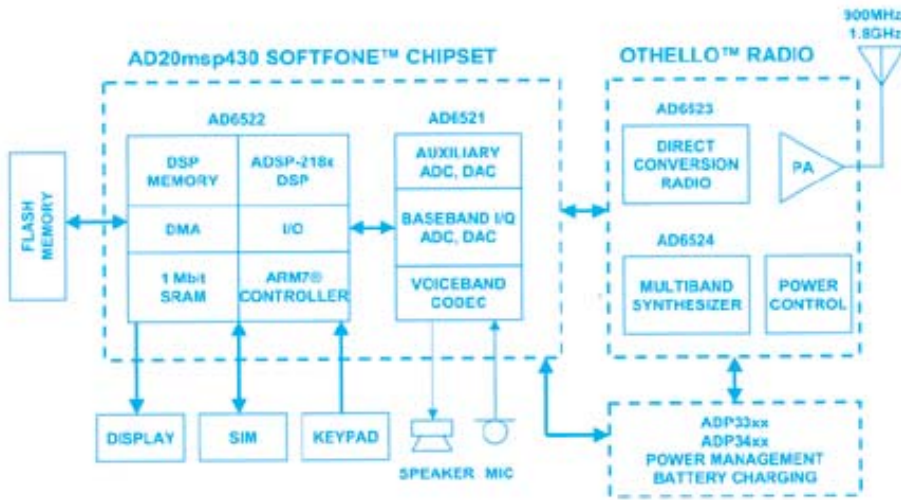 900MHz
1.8GHz
AD20msp430 SOFTFONE™ CHIPSET
OTHELLO™ RADIO
AD6522
AD6521
AD6523
FLASH
MEMORY
DSP
MEMORY
ADSP-218x
DSP
DMA
I/O
1 Mbit
SRAM
ARM7®
CONTROLLER
AUXILIARY
ADC, DAC
BASEBAND I/Q
ADC, DAC
VOICEBAND
CODEC
DIRECT
CONVERSION
RADIO
PA
AD6524
MULTIBAND
SYNTHESIZER
POWER
CONTROL
DISPLAY
SIM
KEYPAD
SPEAKER
MIC
ADP33xx
ADP34xx
POWER MANAGEMENT
BATTERY CHARGING